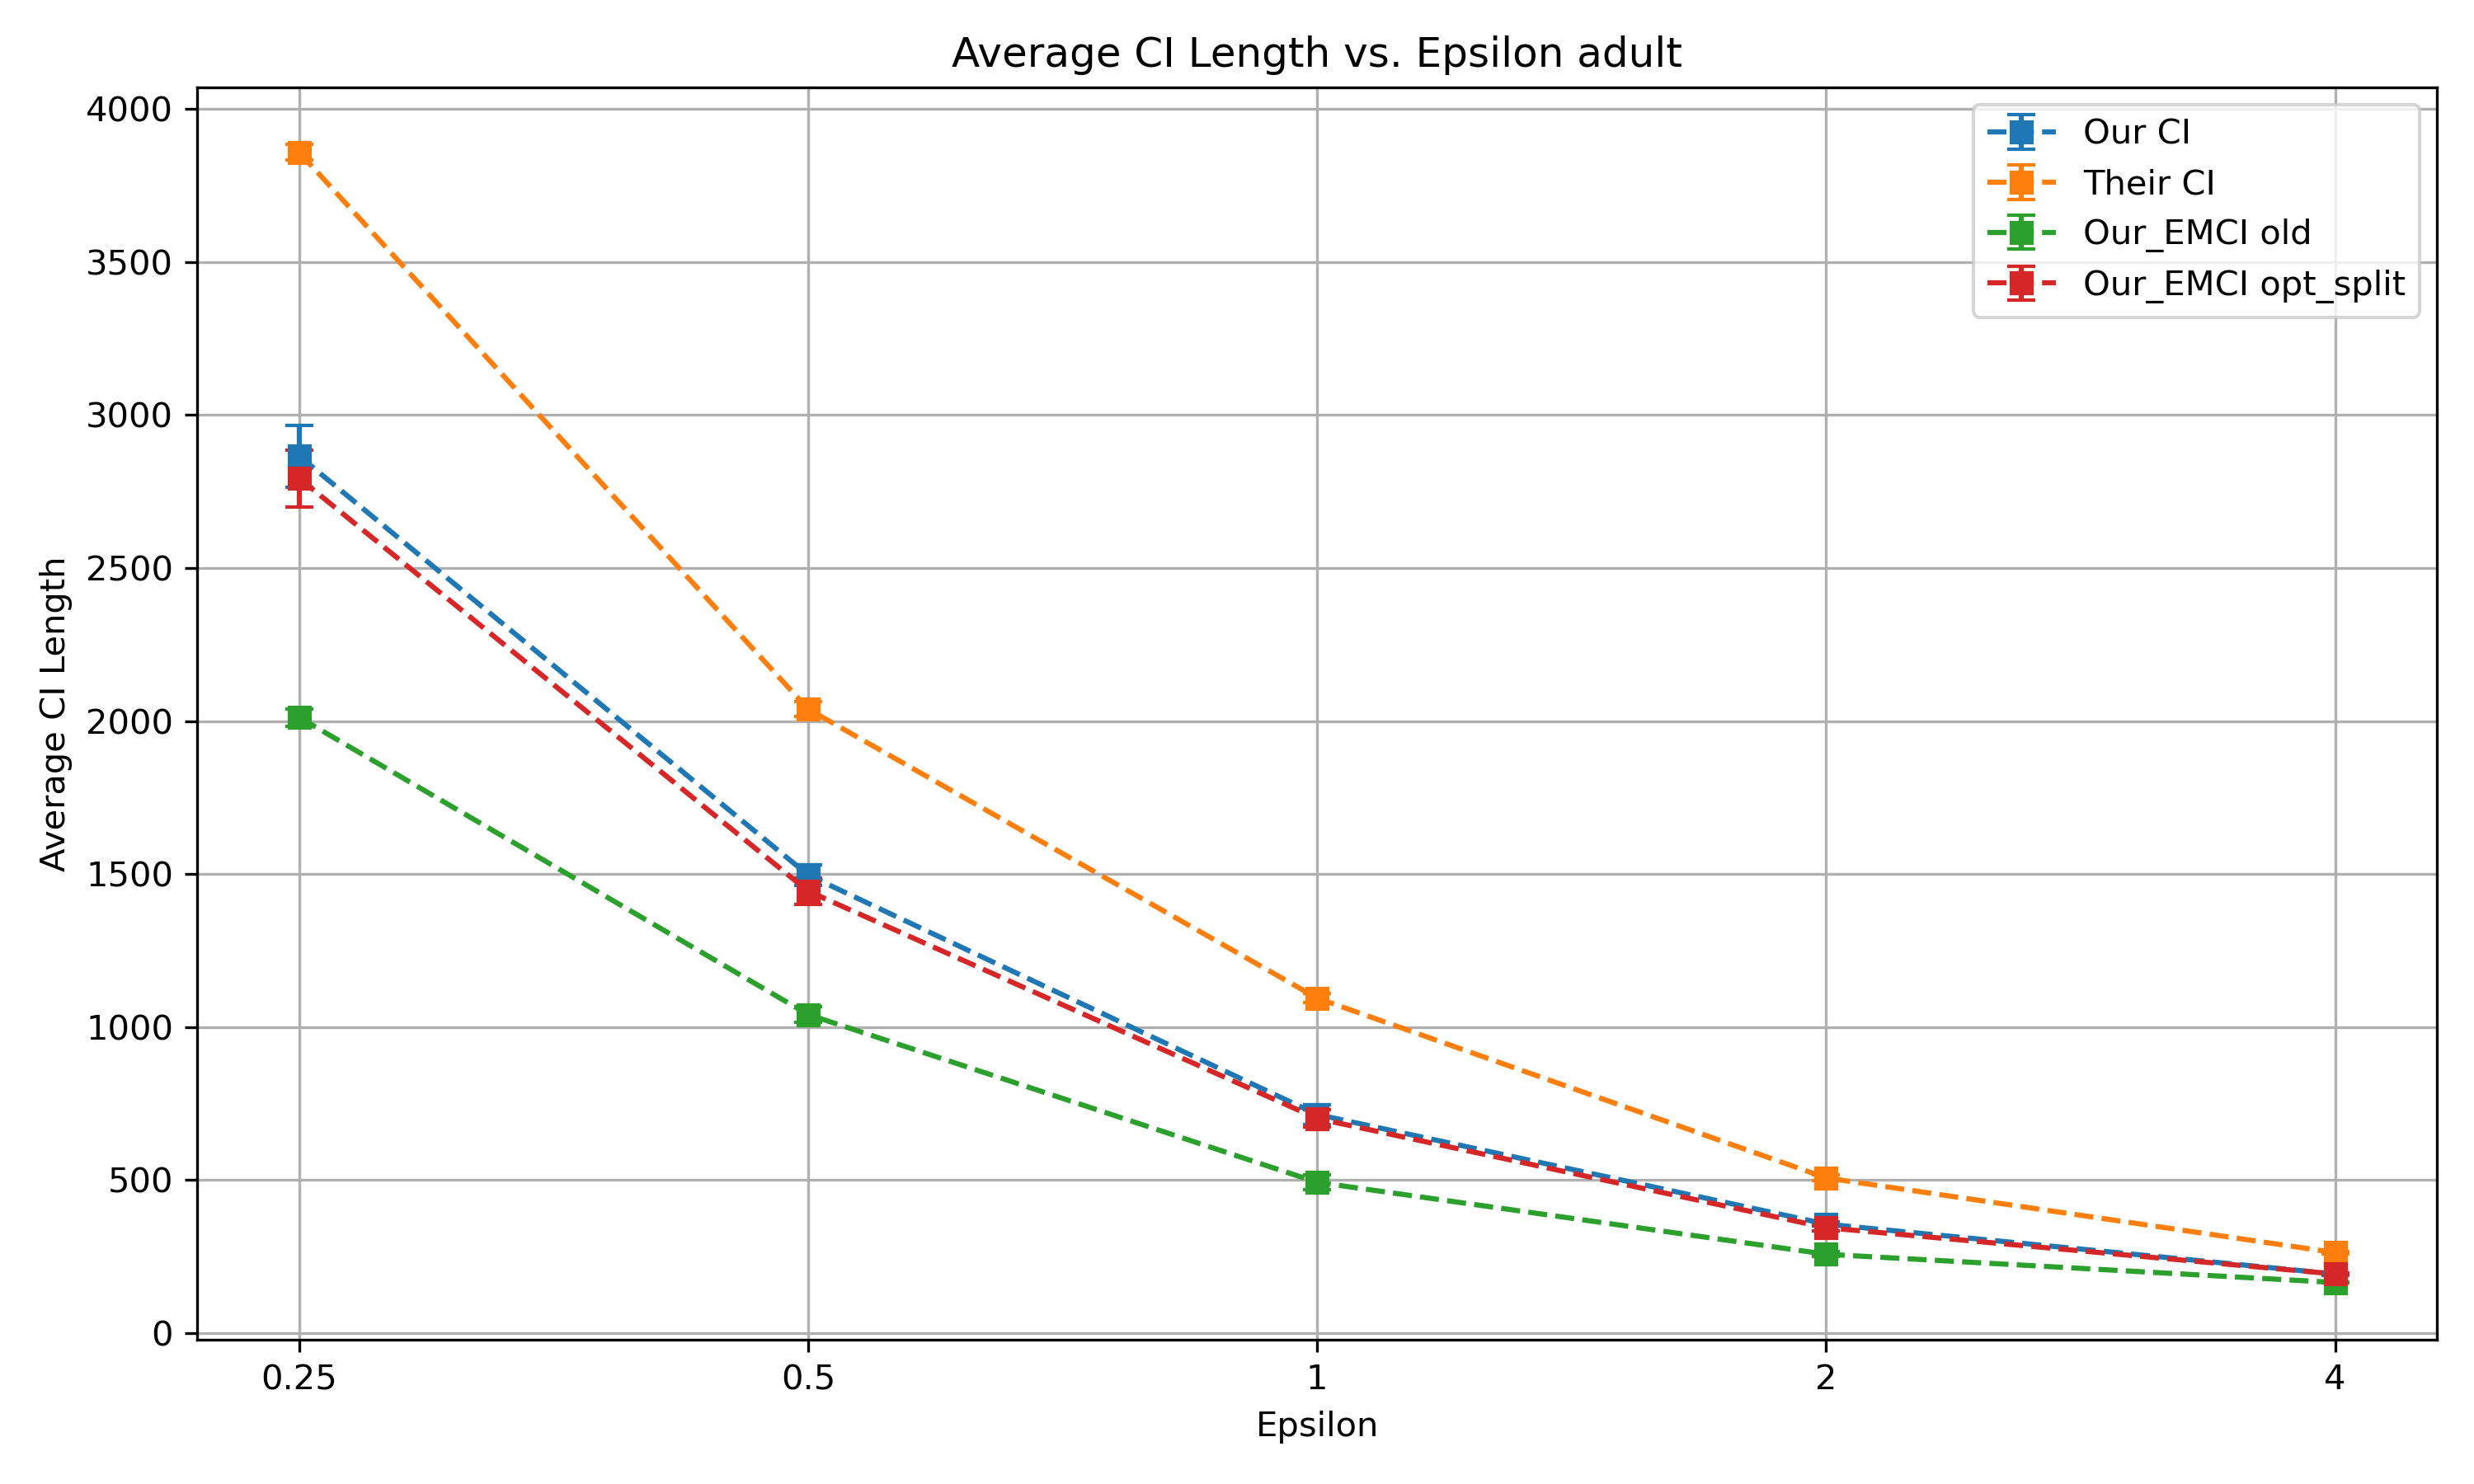 Average CI Length vs. Epsilon adult
Our CI
Their CI
Our_EMCI old
Our_EMCI opt_split
Average CI Length
4000
3500
3000
2500
2000
1500
1000
500
0
0.25 0.5 1 2 4
Epsilon